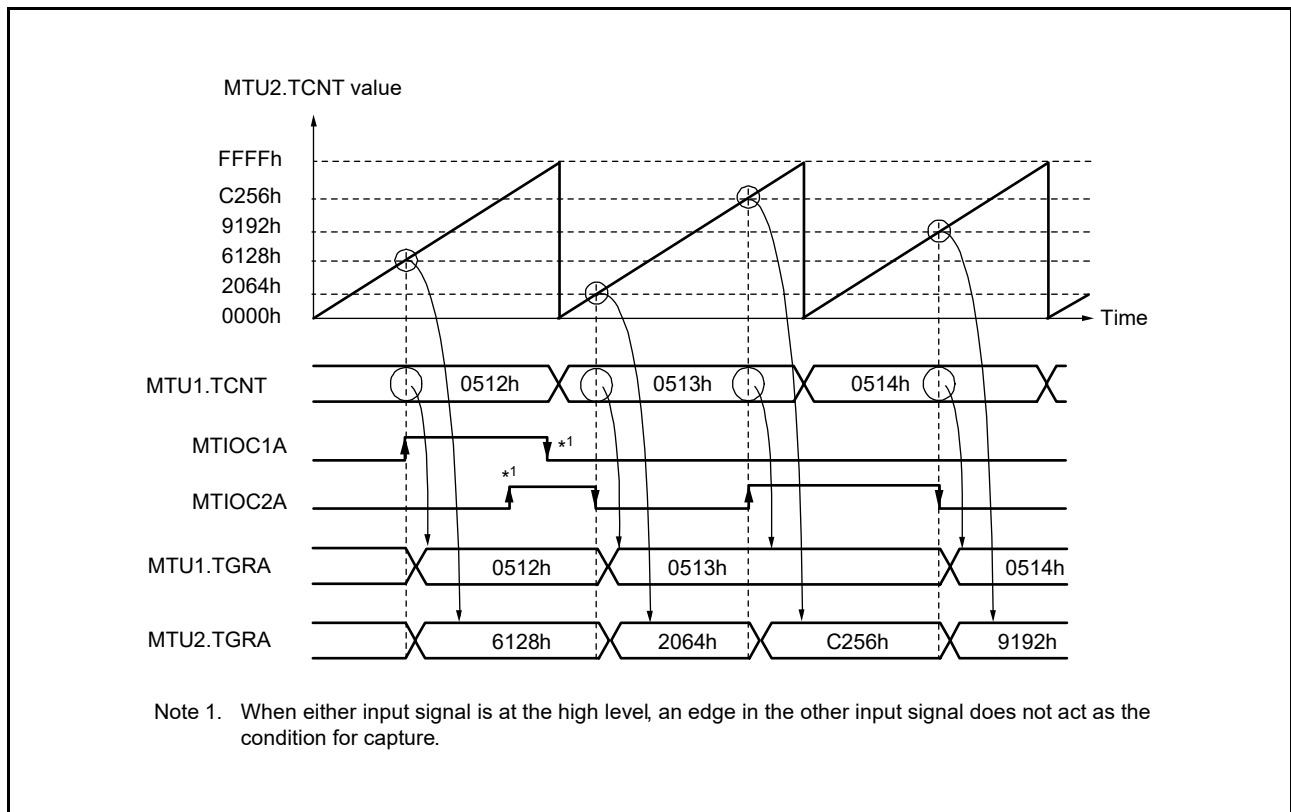 MTU2.TCNT value
FFFFh
C256h
9192h
6128h
2064h
0000h
Time
MTU1.TCNT 0512h 0513h 0514h
MTIOC1A *1
*1
MTIOC2A
MTU1.TGRA 0512h 0513h 0514h
MTU2.TGRA 6128h 2064h C256h 9192h
Note 1. When either input signal is at the high level, an edge in the other input signal does not act as the
condition for capture.